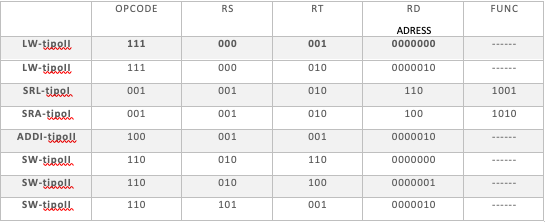 OPCODE RS RT RD FUNC
ADRESS
LW-tipoII 111 000 001 0000000 ------
LW-tipoII 111 000 010 0000010 ------
SRL-tipoI 001 001 010 110 1001
SRA-tipoI 001 001 010 100 1010
ADDI-tipoII 100 001 001 0000010 ------
SW-tipoII 110 010 110 0000000 ------
SW-tipoII 110 010 100 0000001 ------
SW-tipoII 110 101 001 0000010 ------